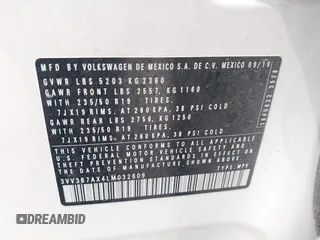 MFD BY VOLKSWAGEN DE MEXICO S.A. DE C.V. MEXICO 09/19
GVWR LBS 5203 KG 2360
GAWR FRONT LBS 2557, KG 1160
WITH 235/50 R19 TIRES,
7JX19 RIMS, AT 260 KPA, 38 PSI COLD
GAWR REAR LBS 2756, KG 1250
WITH 235/50 R19 TIRES,
7JX19 RIMS, AT 260 KPA, 38 PSI COLD
THIS VEHICLE CONFORMS TO ALL APPLICABLE
FEDERAL MOTOR VEHICLE SAFETY AND
THEFT PREVENTION STANDARDS IN EFFECT
ON THE DATE OF MANUFACTURE SHOWN ABOVE
3VV3B7AX4LM032609 TYPE: MPV
DREAMBID